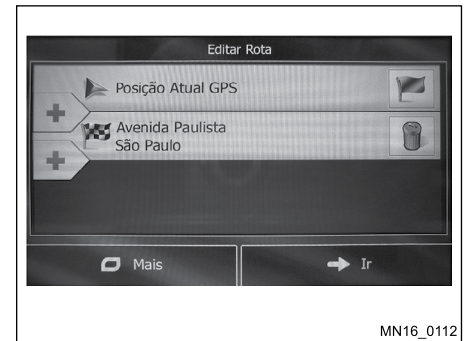 Editar Rota
Posição Atual GPS
Avenida Paulista
São Paulo
Mais
Ir
MN16_0112